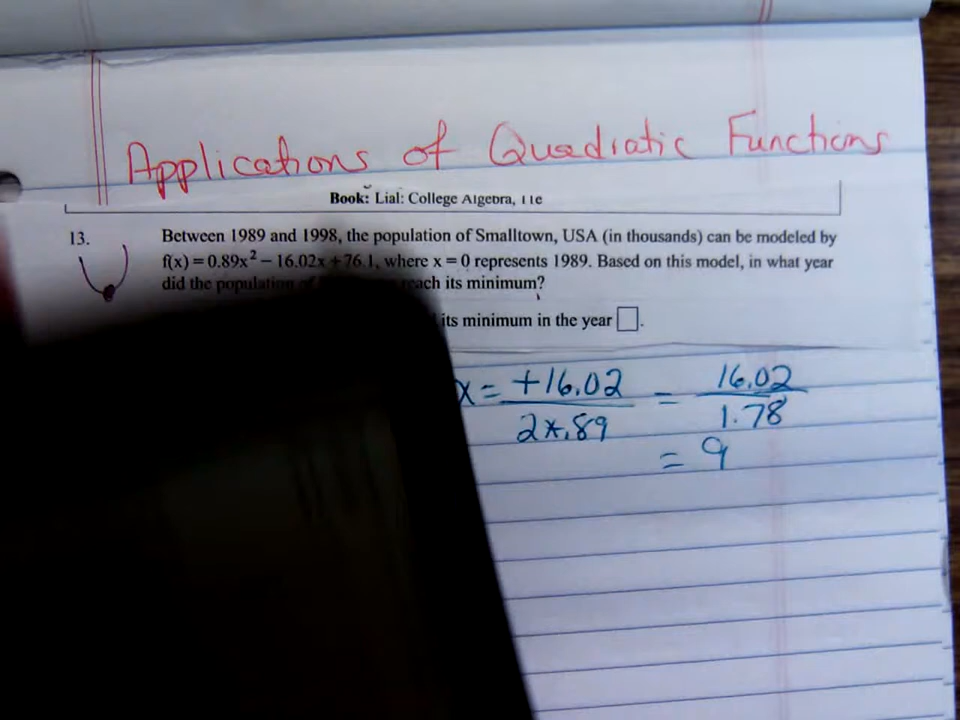 Applications of Quadratic Functions
Book: Lial: College Algebra, 11e
13.
Between 1989 and 1998, the population of Smalltown, USA (in thousands) can be modeled by
f(x) = 0.89x² − 16.02x + 76.1, where x = 0 represents 1989. Based on this model, in what year
did the population of reach its minimum?
its minimum in the year □.
x = +16.02 / 2*.89 = 16.02 / 1.78
= 9